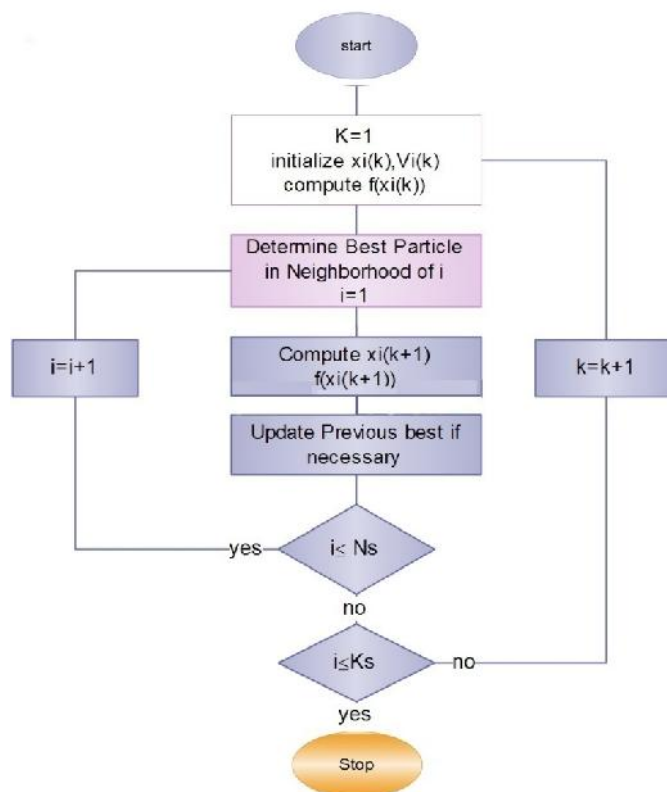 start
K=1
initialize xi(k),Vi(k)
compute f(xi(k))
Determine Best Particle
in Neighborhood of i
i=1
i=i+1
Compute xi(k+1)
f(xi(k+1))
k=k+1
Update Previous best if
necessary
yes
i≤ Ns
no
i≤Ks
no
yes
Stop